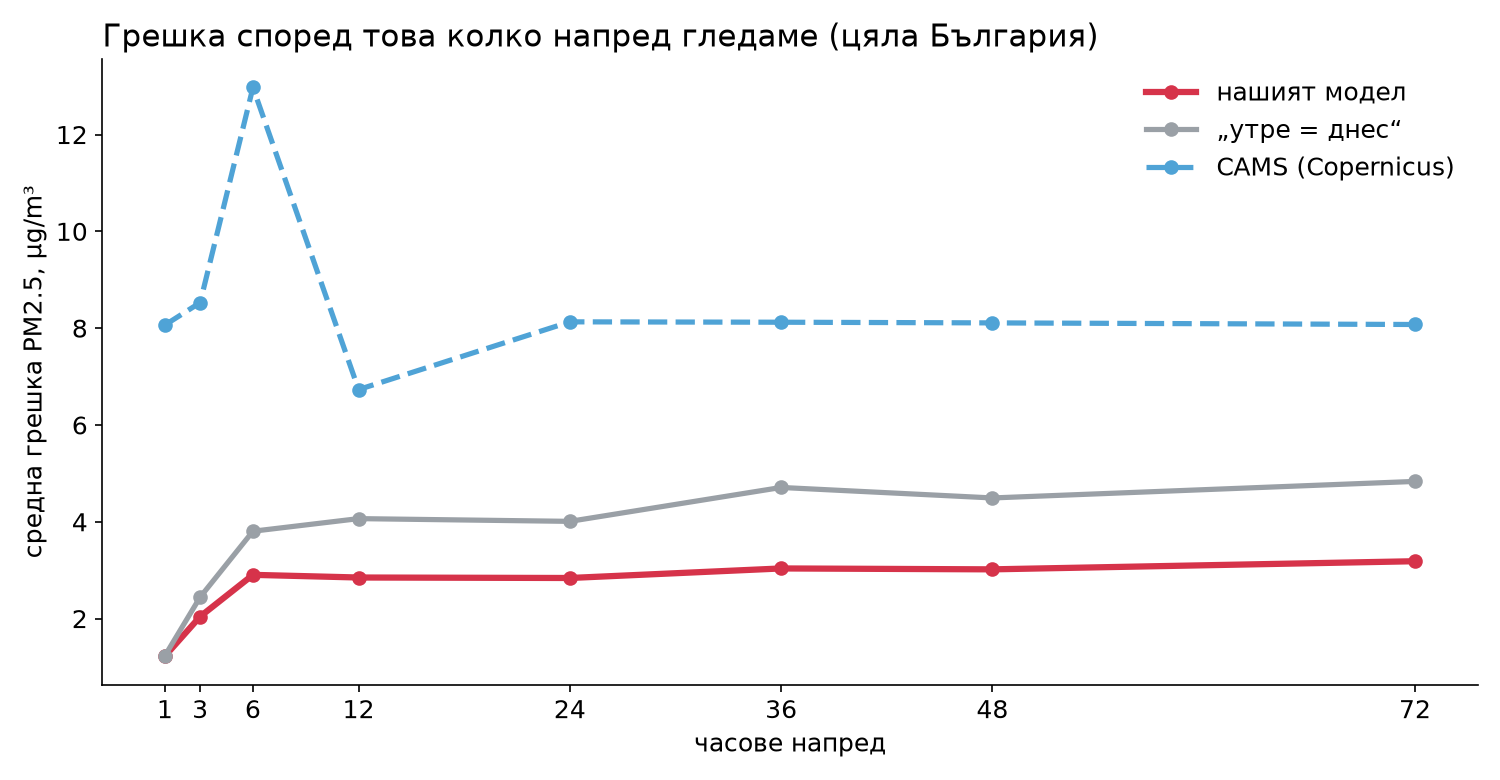 Грешка според това колко напред гледаме (цяла България)
нашият модел
„утре = днес“
CAMS (Copernicus)
средна грешка PM2.5, µg/m³
12
10
8
6
4
2
1 3 6 12 24 36 48 72
часове напред